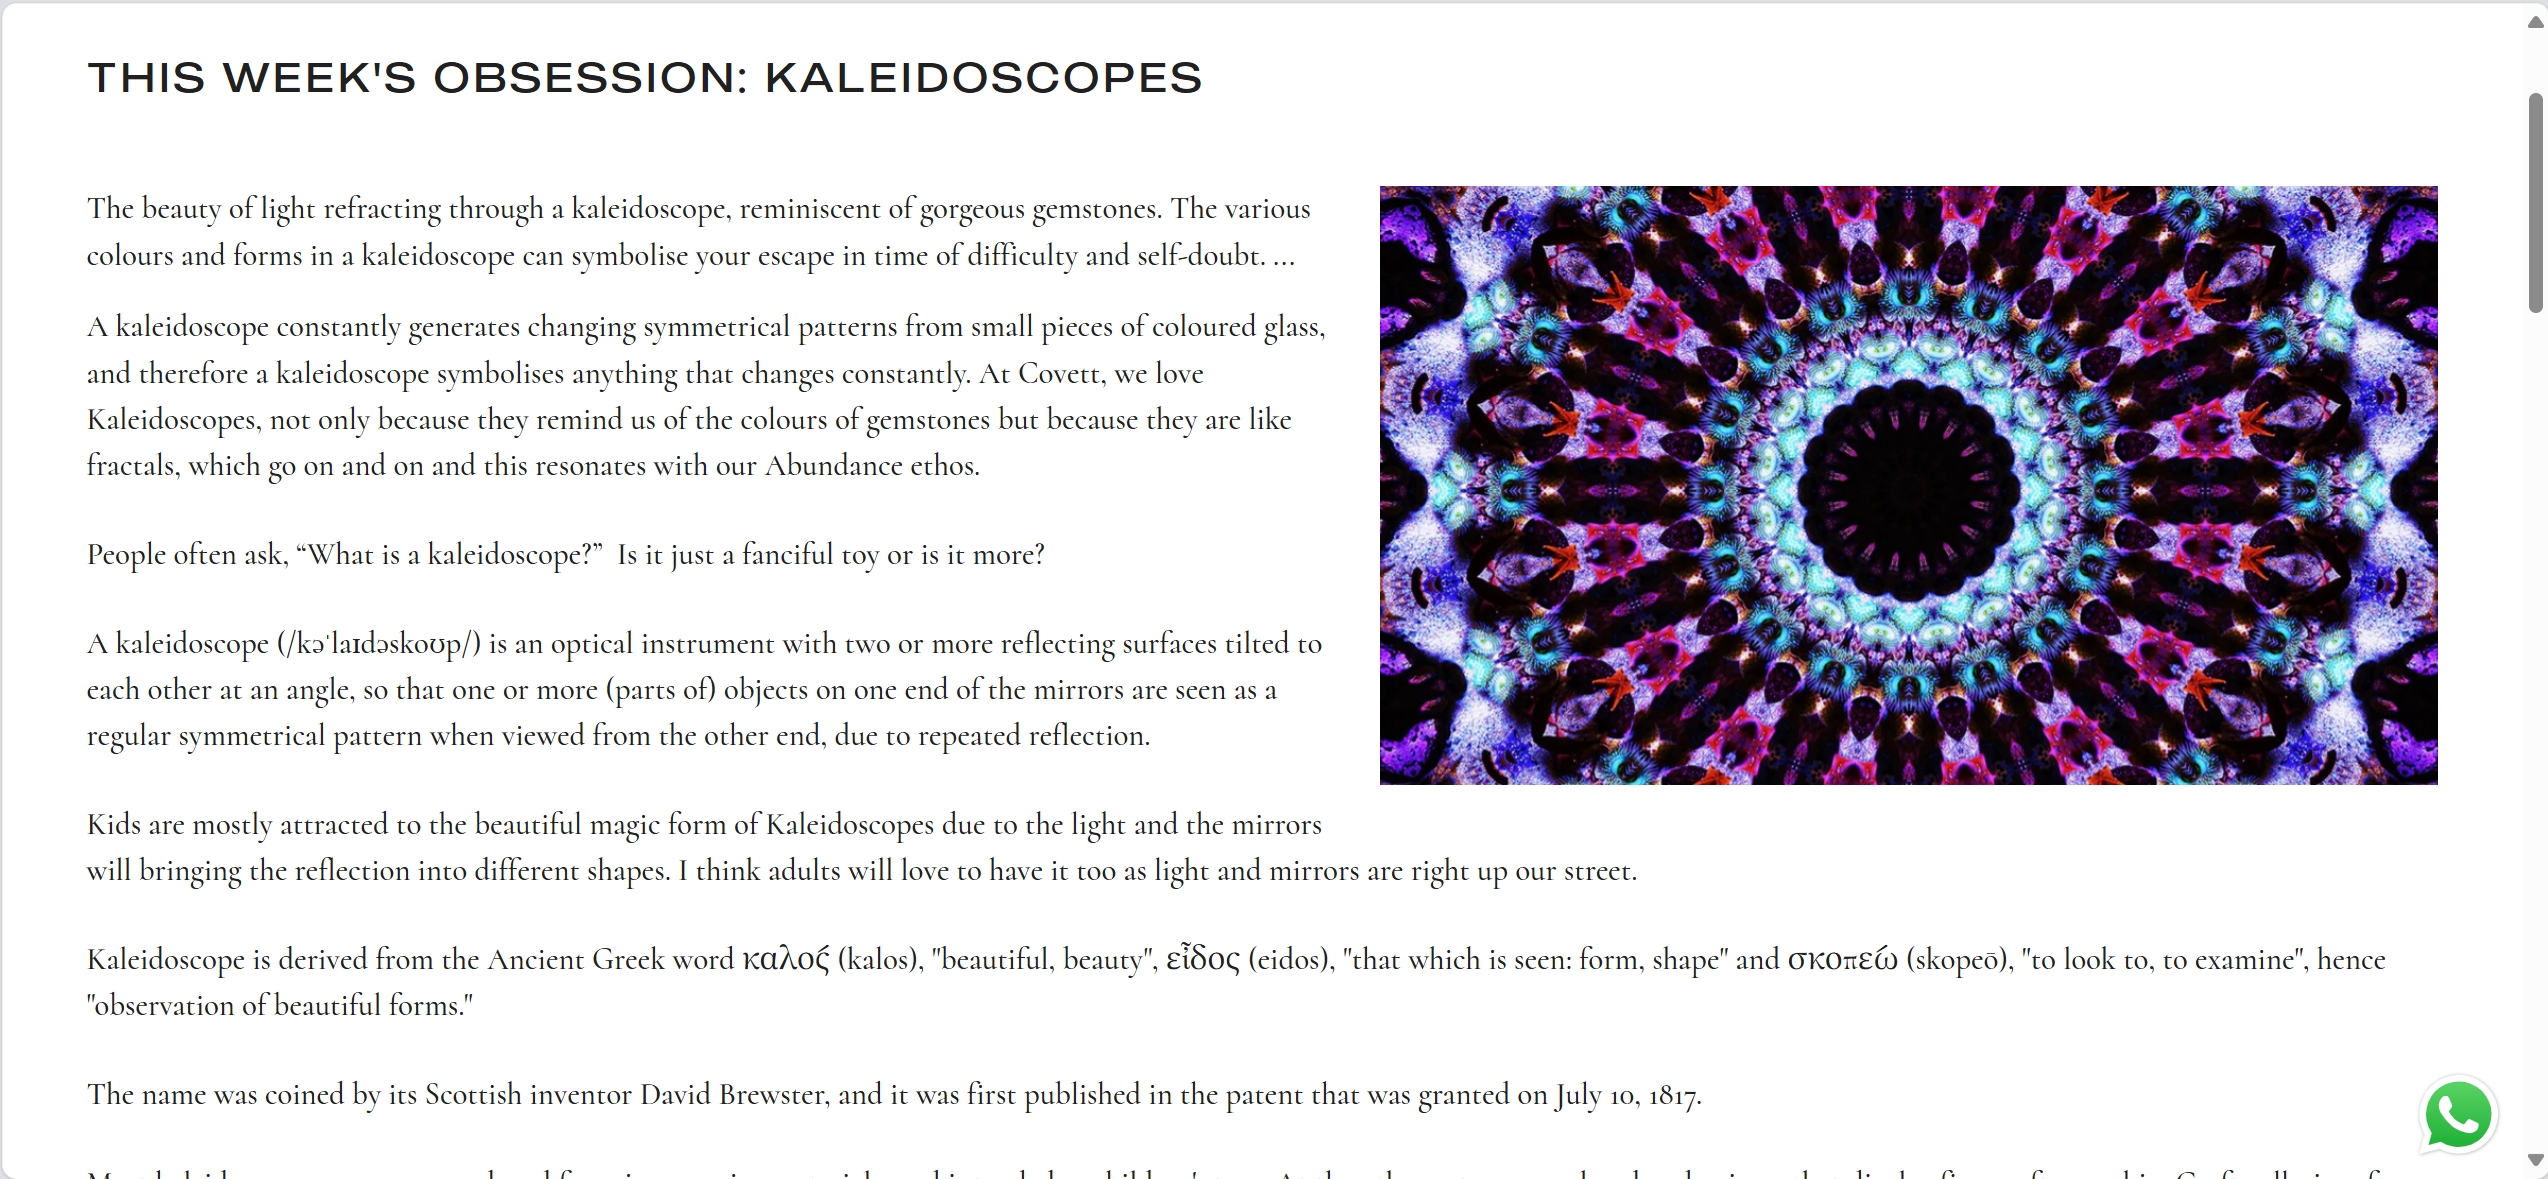 THIS WEEK'S OBSESSION: KALEIDOSCOPES
The beauty of light refracting through a kaleidoscope, reminiscent of gorgeous gemstones. The various
colours and forms in a kaleidoscope can symbolise your escape in time of difficulty and self-doubt. ...
A kaleidoscope constantly generates changing symmetrical patterns from small pieces of coloured glass,
and therefore a kaleidoscope symbolises anything that changes constantly. At Covett, we love
Kaleidoscopes, not only because they remind us of the colours of gemstones but because they are like
fractals, which go on and on and this resonates with our Abundance ethos.
People often ask, “What is a kaleidoscope?”  Is it just a fanciful toy or is it more?
A kaleidoscope (/kəˈlaɪdəskoʊp/) is an optical instrument with two or more reflecting surfaces tilted to
each other at an angle, so that one or more (parts of) objects on one end of the mirrors are seen as a
regular symmetrical pattern when viewed from the other end, due to repeated reflection.
Kids are mostly attracted to the beautiful magic form of Kaleidoscopes due to the light and the mirrors
will bringing the reflection into different shapes. I think adults will love to have it too as light and mirrors are right up our street.
Kaleidoscope is derived from the Ancient Greek word καλός (kalos), "beautiful, beauty", εἶδος (eidos), "that which is seen: form, shape" and σκοπέω (skopeō), "to look to, to examine", hence
"observation of beautiful forms."
The name was coined by its Scottish inventor David Brewster, and it was first published in the patent that was granted on July 10, 1817.